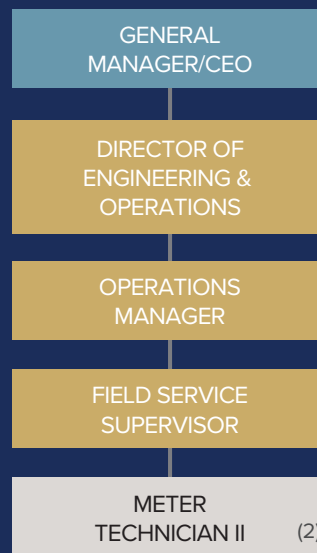 GENERAL
MANAGER/CEO
DIRECTOR OF
ENGINEERING &
OPERATIONS
OPERATIONS
MANAGER
FIELD SERVICE
SUPERVISOR
METER
TECHNICIAN II (2)